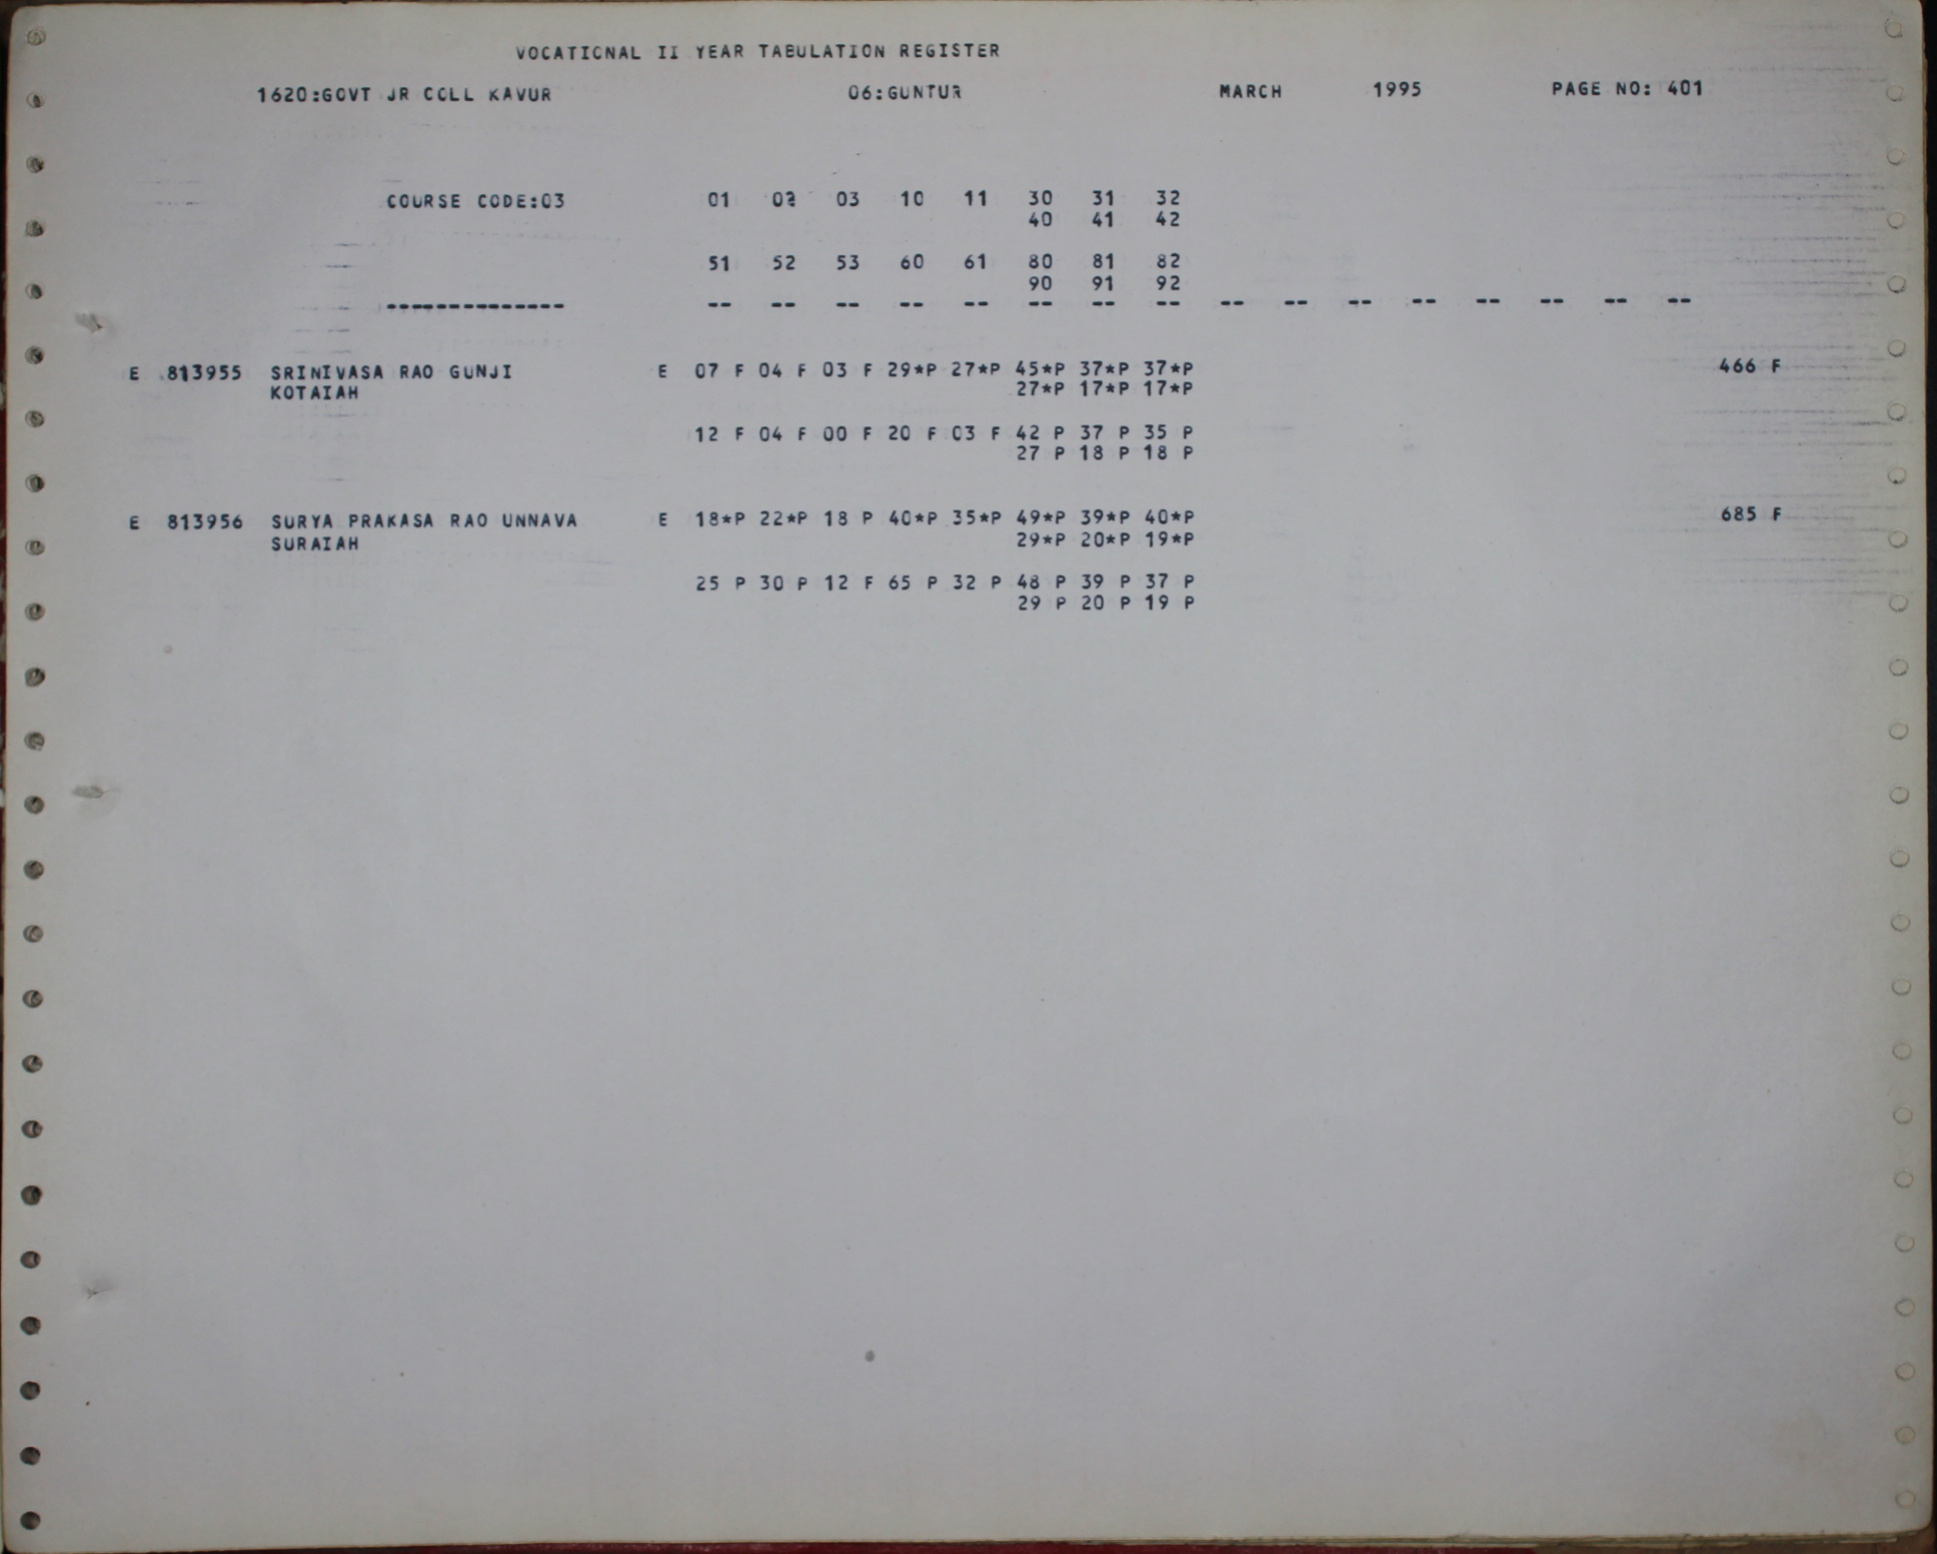 VOCATIONAL II YEAR TABULATION REGISTER
1620:GOVT JR COLL KAVUR 06:GUNTUR MARCH 1995 PAGE NO: 401
COURSE CODE:03 01 02 03 10 11 30 31 32
40 41 42
51 52 53 60 61 80 81 82
90 91 92
-------------- -- -- -- -- -- -- -- -- -- -- -- -- -- -- -- --
E 813955 SRINIVASA RAO GUNJI E 07 F 04 F 03 F 29*P 27*P 45*P 37*P 37*P 466 F
KOTAIAH 27*P 17*P 17*P
12 F 04 F 00 F 20 F 03 F 42 P 37 P 35 P
27 P 18 P 18 P
E 813956 SURYA PRAKASA RAO UNNAVA E 18*P 22*P 18 P 40*P 35*P 49*P 39*P 40*P 685 F
SURAIAH 29*P 20*P 19*P
25 P 30 P 12 F 65 P 32 P 48 P 39 P 37 P
29 P 20 P 19 P